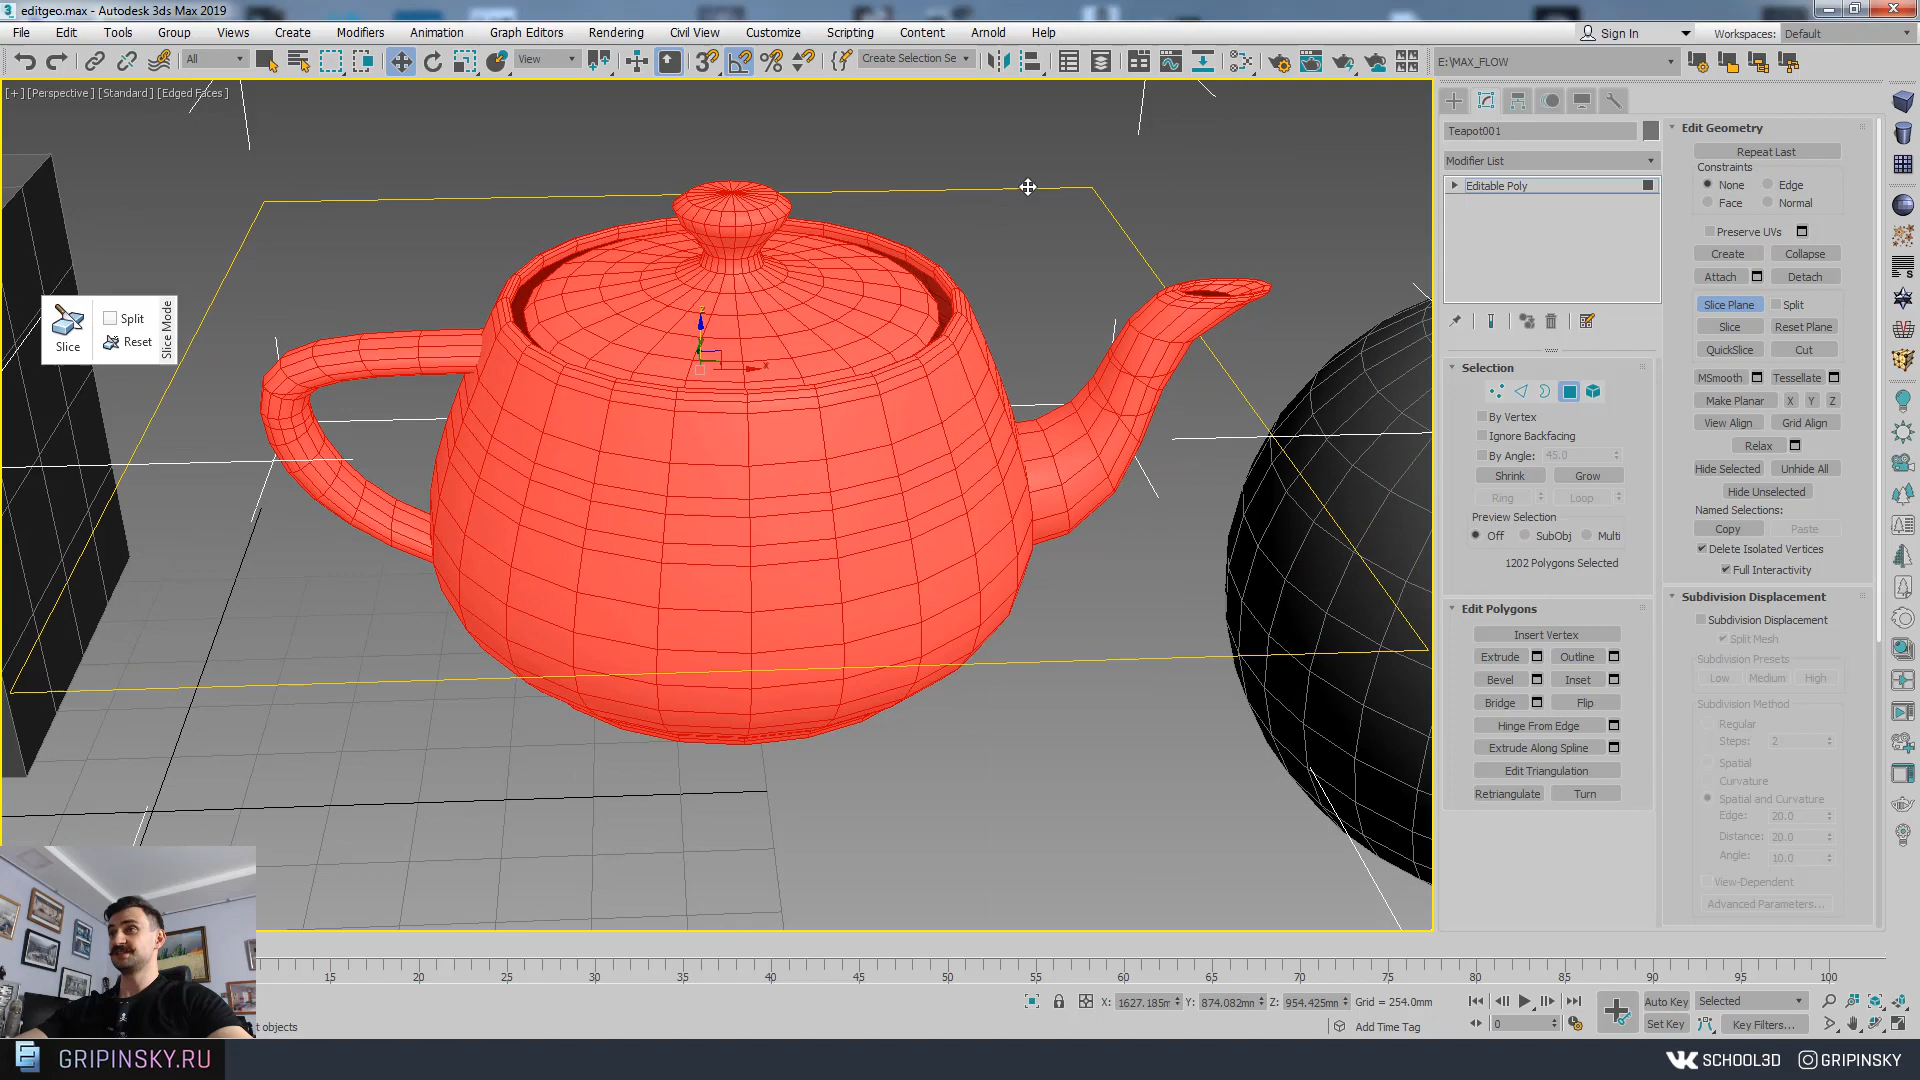 editgeo.max - Autodesk 3ds Max 2019
File Edit Tools Group Views Create Modifiers Animation Graph Editors Rendering Civil View Customize Scripting Content Arnold Help
Sign In
Workspaces: Default
All
View
Create Selection Se
E:\MAX_FLOW
[+] [Perspective] [Standard] [Edged Faces]
Slice
Split
Reset
Slice Mode
z
x
Teapot001
Modifier List
Editable Poly
Selection
By Vertex
Ignore Backfacing
By Angle: 45.0
Shrink Grow
Ring Loop
Preview Selection
Off SubObj Multi
1202 Polygons Selected
Edit Polygons
Insert Vertex
Extrude Outline
Bevel Inset
Bridge Flip
Hinge From Edge
Extrude Along Spline
Edit Triangulation
Retriangulate Turn
Edit Geometry
Repeat Last
Constraints
None Edge
Face Normal
Preserve UVs
Create Collapse
Attach Detach
Slice Plane Split
Slice Reset Plane
QuickSlice Cut
MSmooth Tessellate
Make Planar X Y Z
View Align Grid Align
Relax
Hide Selected Unhide All
Hide Unselected
Named Selections:
Copy Paste
Delete Isolated Vertices
Full Interactivity
Subdivision Displacement
Subdivision Displacement
Split Mesh
Subdivision Presets
Low Medium High
Subdivision Method
Regular
Steps: 2
Spatial
Curvature
Spatial and Curvature
Edge: 20.0
Distance: 20.0
Angle: 10.0
View-Dependent
Advanced Parameters...
15 20 25 30 35 40 45 50 55 60 65 70 75 80 85 90 95 100
X: 1627.185m Y: 874.082mm Z: 954.425mm Grid = 254.0mm
Auto Key Selected
t objects
Add Time Tag
0
Set Key Key Filters...
GRIPINSKY.RU
SCHOOL3D GRIPINSKY